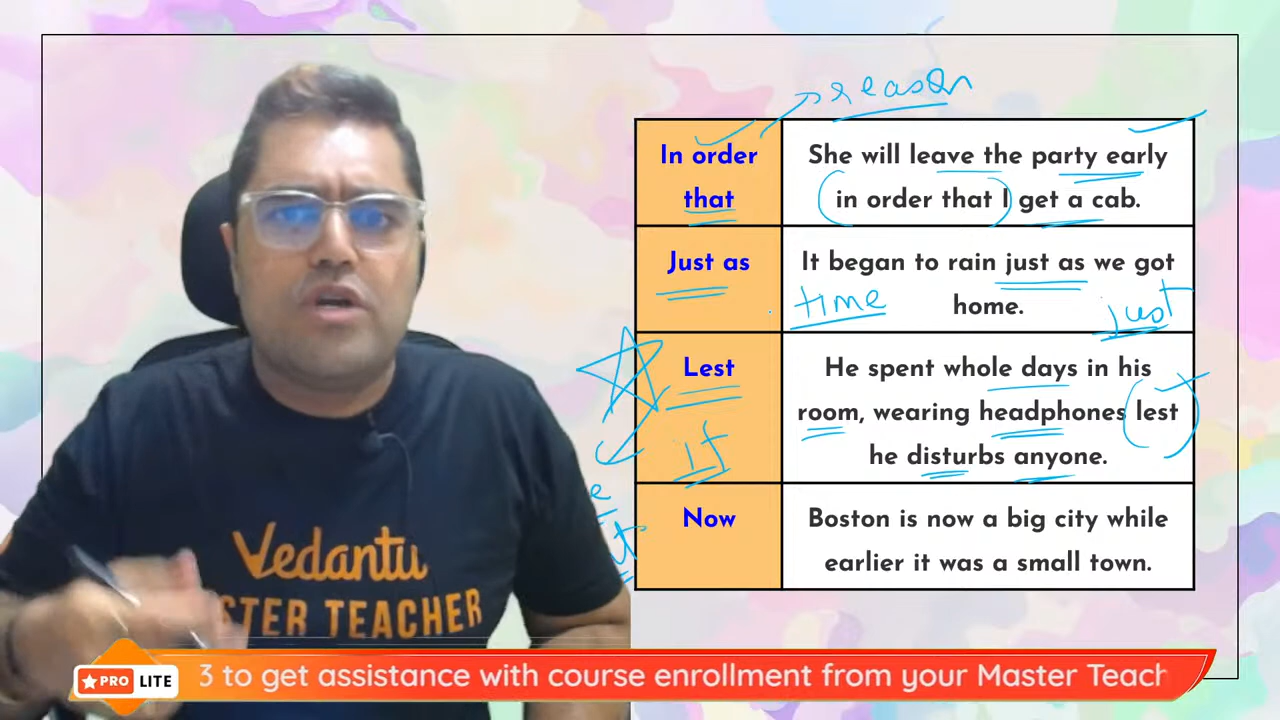 reason
In order
that
She will leave the party early
in order that I get a cab.
Just as
It began to rain just as we got
home.
time
just
Lest
If
He spent whole days in his
room, wearing headphones lest
he disturbs anyone.
Now
Boston is now a big city while
earlier it was a small town.
Vedantu
STER TEACHER
PRO LITE
3 to get assistance with course enrollment from your Master Teach